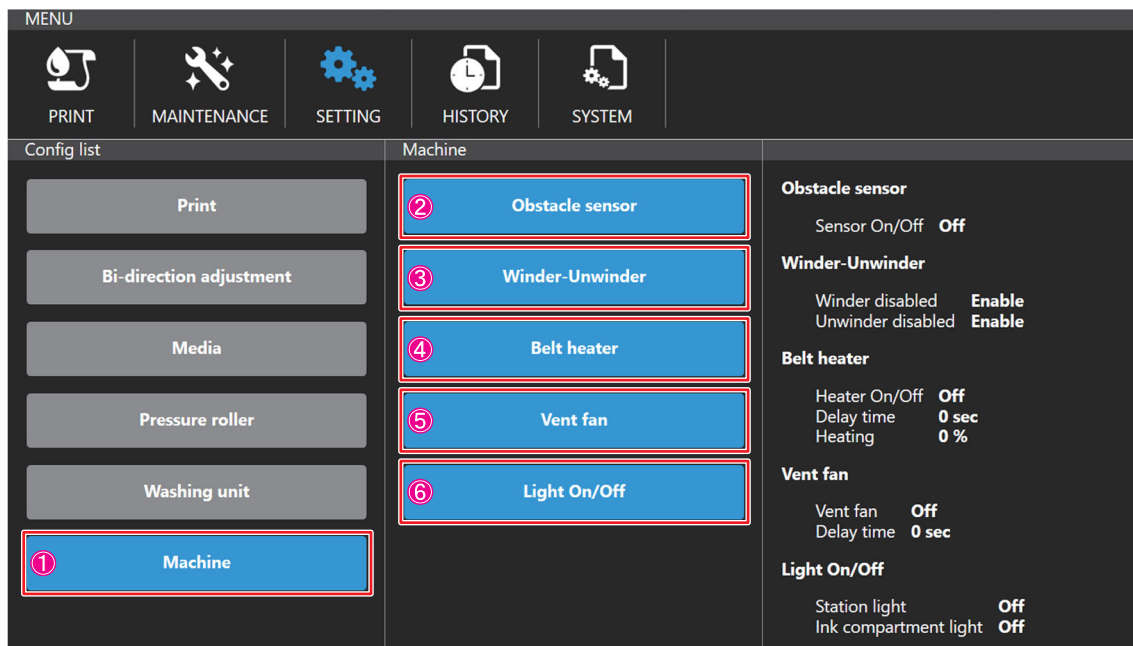 MENU
PRINT
MAINTENANCE
SETTING
HISTORY
SYSTEM
Config list
Print
Bi-direction adjustment
Media
Pressure roller
Washing unit
① Machine
Machine
② Obstacle sensor
③ Winder-Unwinder
④ Belt heater
⑤ Vent fan
⑥ Light On/Off
Obstacle sensor
Sensor On/Off Off
Winder-Unwinder
Winder disabled Enable
Unwinder disabled Enable
Belt heater
Heater On/Off Off
Delay time 0 sec
Heating 0 %
Vent fan
Vent fan Off
Delay time 0 sec
Light On/Off
Station light Off
Ink compartment light Off